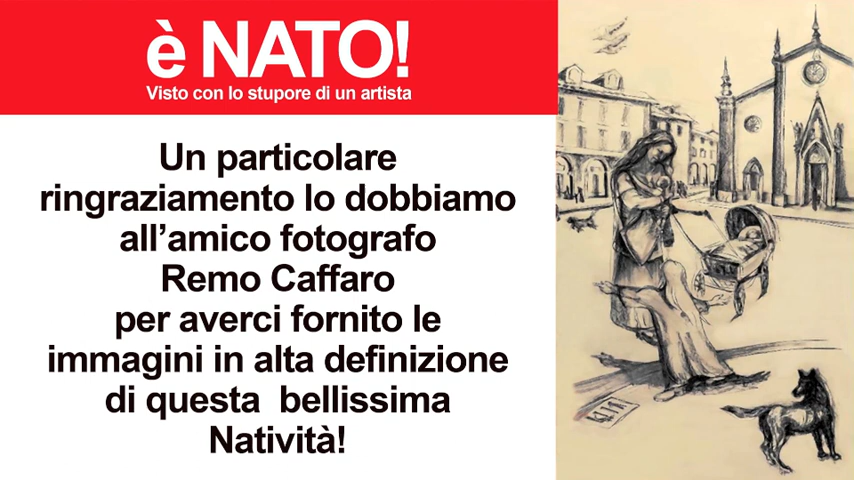 è NATO!
Visto con lo stupore di un artista
Un particolare
ringraziamento lo dobbiamo
all’amico fotografo
Remo Caffaro
per averci fornito le
immagini in alta definizione
di questa  bellissima
Natività!